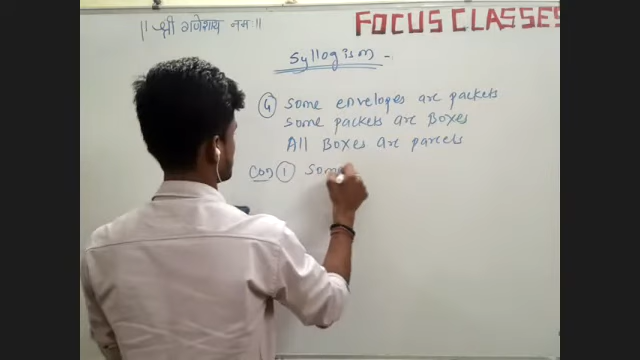 || श्री गणेशाय नमः ||
FOCUS CLASSES
Syllogism -
④ Some envelopes are packets
Some packets are Boxes
All Boxes are parcels
Con ① Some